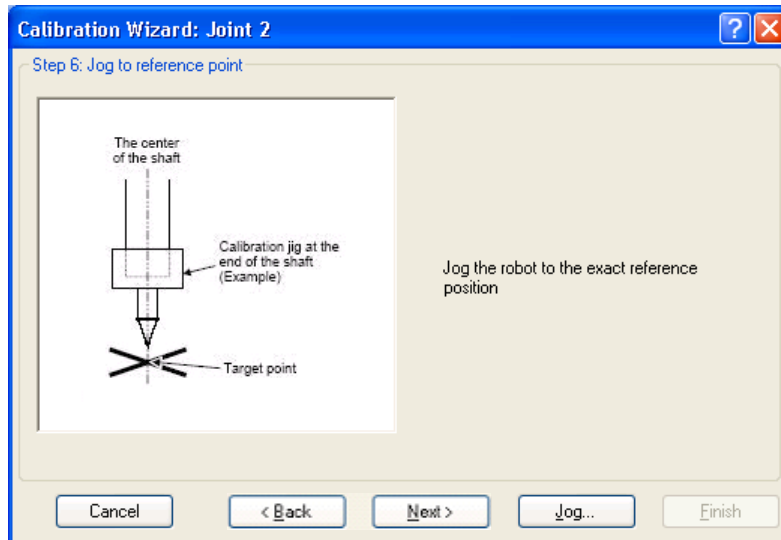 Calibration Wizard: Joint 2
Step 6: Jog to reference point
The center
of the shaft
Calibration jig at the
end of the shaft
(Example)
Target point
Jog the robot to the exact reference
position
Cancel
< Back
Next >
Jog...
Finish